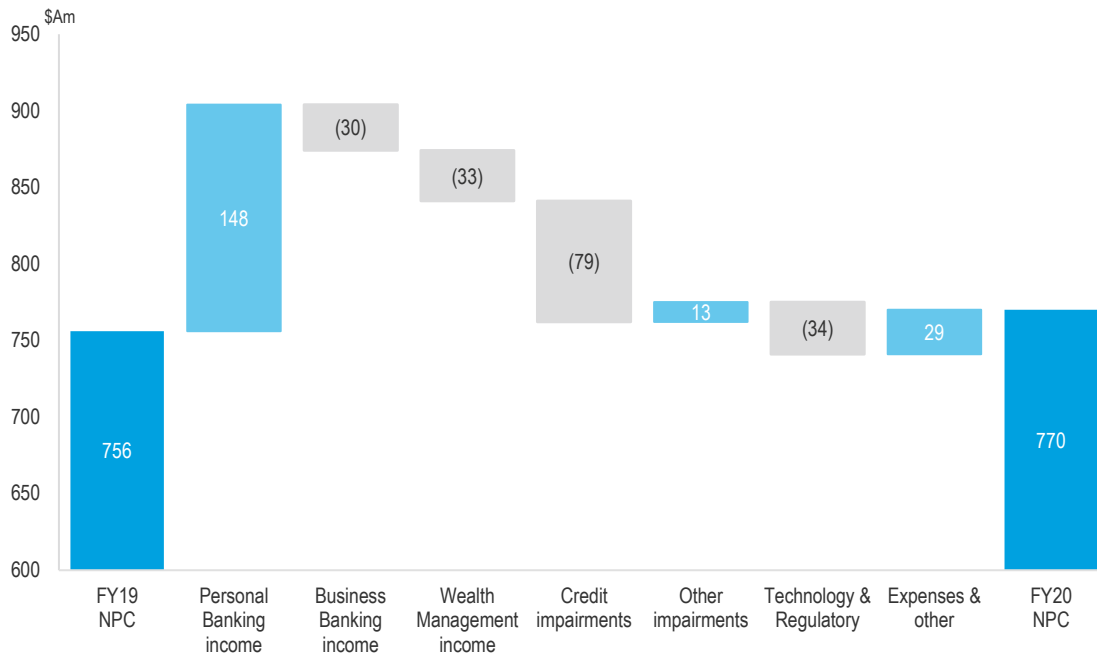 $Am
950
900
850
800
750
700
650
600
756
148
(30)
(33)
(79)
13
(34)
29
770
FY19
NPC
Personal
Banking
income
Business
Banking
income
Wealth
Management
income
Credit
impairments
Other
impairments
Technology &
Regulatory
Expenses &
other
FY20
NPC